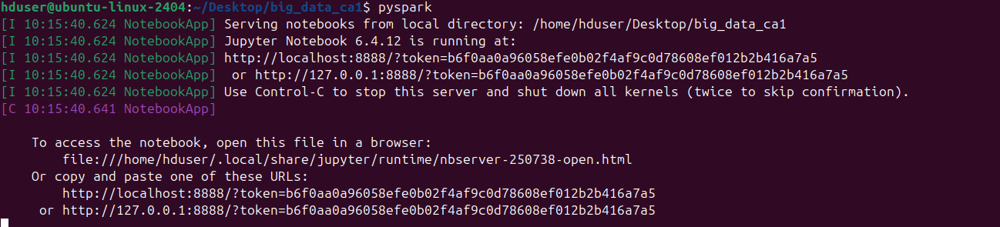 hduser@ubuntu-linux-2404:~/Desktop/big_data_ca1$ pyspark
[I 10:15:40.624 NotebookApp] Serving notebooks from local directory: /home/hduser/Desktop/big_data_ca1
[I 10:15:40.624 NotebookApp] Jupyter Notebook 6.4.12 is running at:
[I 10:15:40.624 NotebookApp] http://localhost:8888/?token=b6f0aa0a96058efe0b02f4af9c0d78608ef012b2b416a7a5
[I 10:15:40.624 NotebookApp]  or http://127.0.0.1:8888/?token=b6f0aa0a96058efe0b02f4af9c0d78608ef012b2b416a7a5
[I 10:15:40.624 NotebookApp] Use Control-C to stop this server and shut down all kernels (twice to skip confirmation).
[C 10:15:40.641 NotebookApp]
To access the notebook, open this file in a browser:
file:///home/hduser/.local/share/jupyter/runtime/nbserver-250738-open.html
Or copy and paste one of these URLs:
http://localhost:8888/?token=b6f0aa0a96058efe0b02f4af9c0d78608ef012b2b416a7a5
or http://127.0.0.1:8888/?token=b6f0aa0a96058efe0b02f4af9c0d78608ef012b2b416a7a5